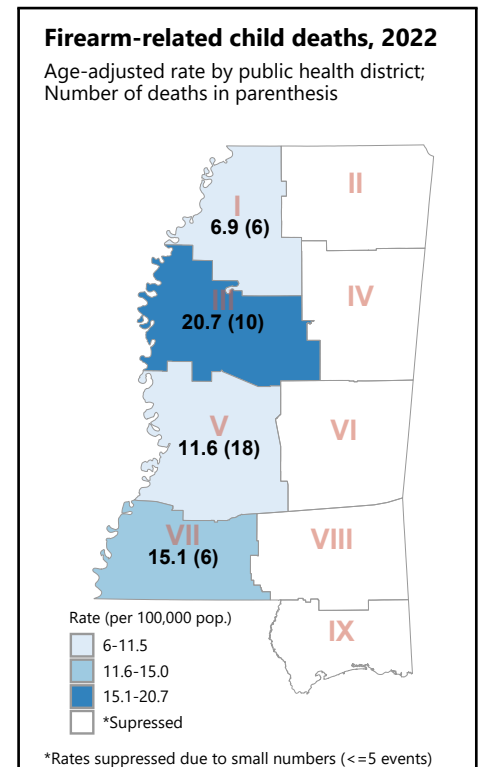 Firearm-related child deaths, 2022
Age-adjusted rate by public health district;
Number of deaths in parenthesis
II
I
6.9 (6)
IV
III
20.7 (10)
V
VI
11.6 (18)
VII
VIII
15.1 (6)
Rate (per 100,000 pop.)
IX
6-11.5
11.6-15.0
15.1-20.7
*Supressed
*Rates suppressed due to small numbers (<=5 events)